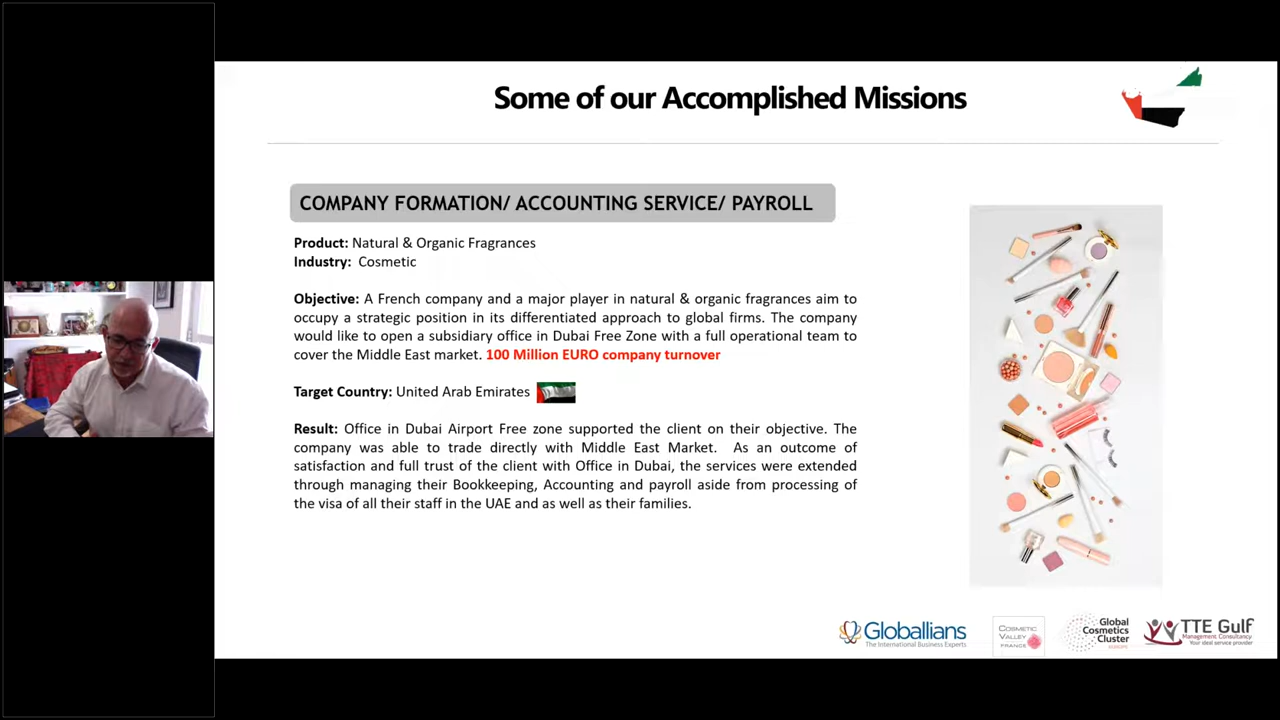 Some of our Accomplished Missions
COMPANY FORMATION/ ACCOUNTING SERVICE/ PAYROLL
Product: Natural & Organic Fragrances
Industry: Cosmetic
Objective: A French company and a major player in natural & organic fragrances aim to
occupy a strategic position in its differentiated approach to global firms. The company
would like to open a subsidiary office in Dubai Free Zone with a full operational team to
cover the Middle East market. 100 Million EURO company turnover
Target Country: United Arab Emirates
Result: Office in Dubai Airport Free zone supported the client on their objective. The
company was able to trade directly with Middle East Market. As an outcome of
satisfaction and full trust of the client with Office in Dubai, the services were extended
through managing their Bookkeeping, Accounting and payroll aside from processing of
the visa of all their staff in the UAE and as well as their families.
Globallians
The International Business Experts
COSMETIC
VALLEY
FRANCE
Global
Cosmetics
Cluster
TTE Gulf
Management Consultancy
Your ideal service provider